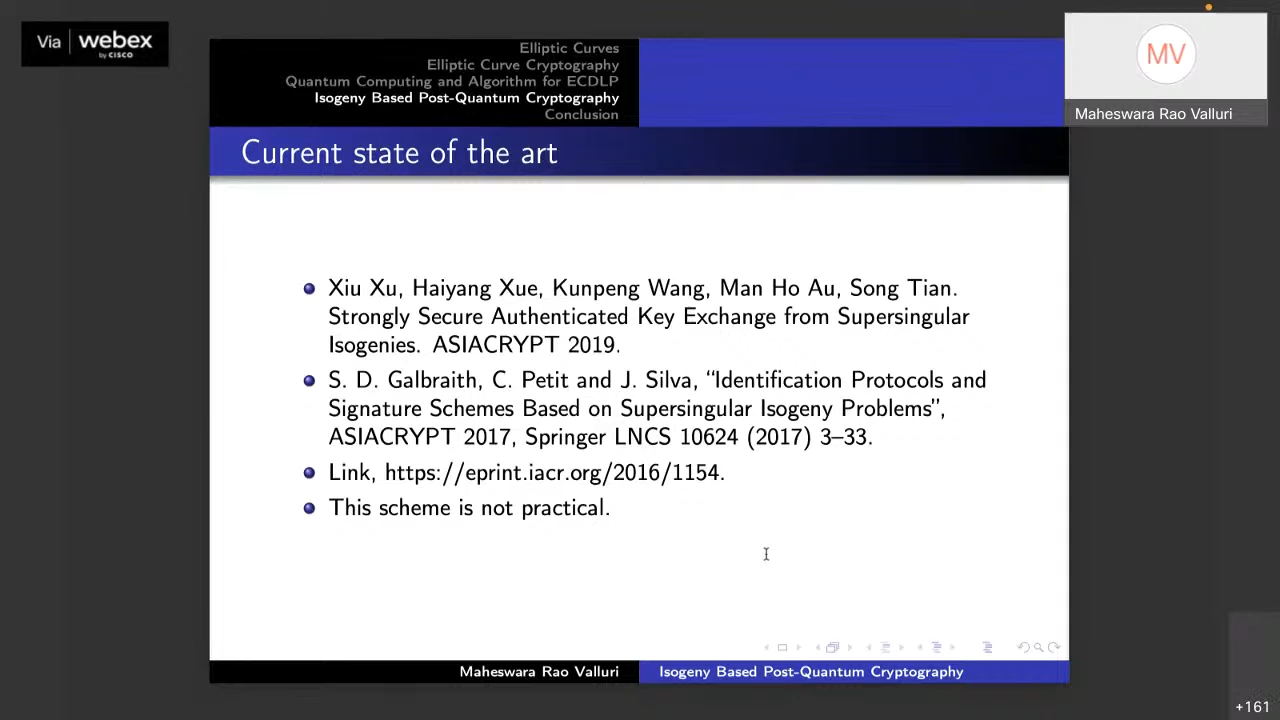 Via webex
by CISCO
MV
Maheswara Rao Valluri
Elliptic Curves
Elliptic Curve Cryptography
Quantum Computing and Algorithm for ECDLP
Isogeny Based Post-Quantum Cryptography
Conclusion
Current state of the art
Xiu Xu, Haiyang Xue, Kunpeng Wang, Man Ho Au, Song Tian.
Strongly Secure Authenticated Key Exchange from Supersingular
Isogenies. ASIACRYPT 2019.
S. D. Galbraith, C. Petit and J. Silva, “Identification Protocols and
Signature Schemes Based on Supersingular Isogeny Problems”,
ASIACRYPT 2017, Springer LNCS 10624 (2017) 3–33.
Link, https://eprint.iacr.org/2016/1154.
This scheme is not practical.
Maheswara Rao Valluri
Isogeny Based Post-Quantum Cryptography
+161